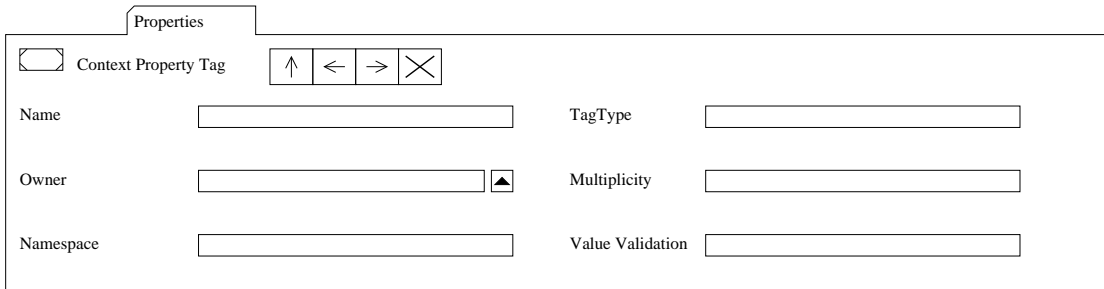 Properties
Context Property Tag
Name
TagType
Owner
Multiplicity
Namespace
Value Validation